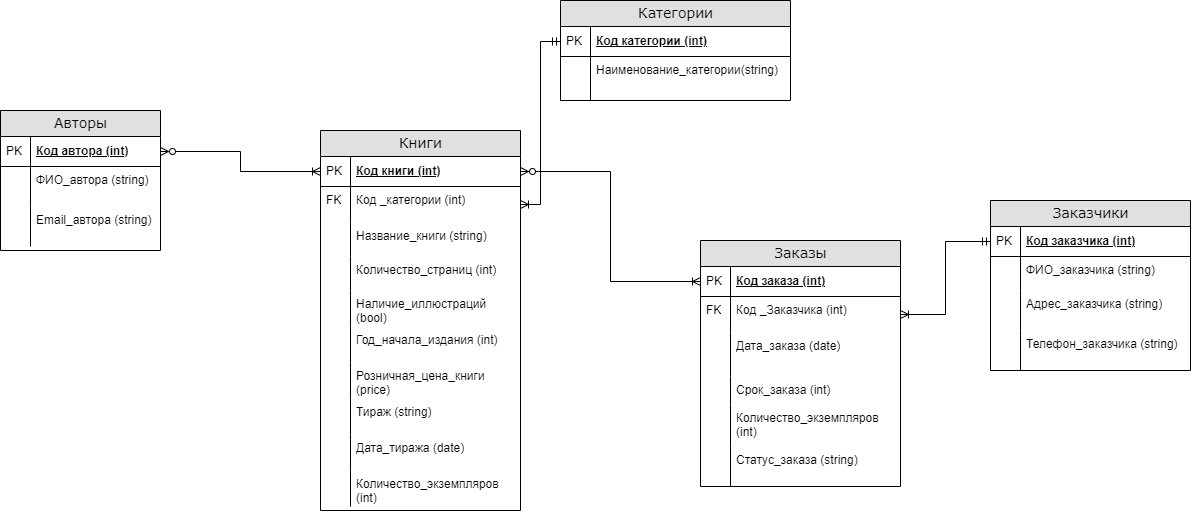 Категории
PK Код категории (int)
Наименование_категории(string)
Авторы
PK Код автора (int)
ФИО_автора (string)
Email_автора (string)
Книги
PK Код книги (int)
FK Код _категории (int)
Название_книги (string)
Количество_страниц (int)
Наличие_иллюстраций
(bool)
Год_начала_издания (int)
Розничная_цена_книги
(price)
Тираж (string)
Дата_тиража (date)
Количество_экземпляров
(int)
Заказы
PK Код заказа (int)
FK Код _Заказчика (int)
Дата_заказа (date)
Срок_заказа (int)
Количество_экземпляров
(int)
Статус_заказа (string)
Заказчики
PK Код заказчика (int)
ФИО_заказчика (string)
Адрес_заказчика (string)
Телефон_заказчика (string)